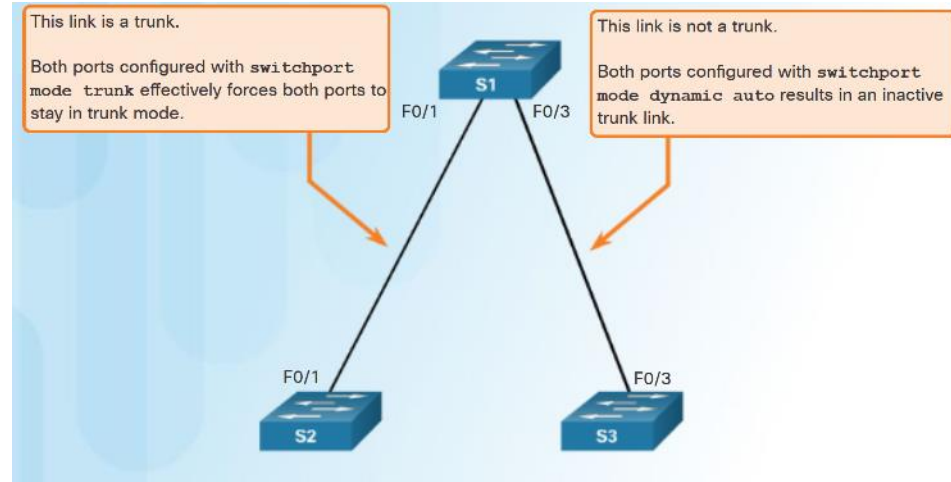 This link is a trunk.
Both ports configured with switchport
mode trunk effectively forces both ports to
stay in trunk mode.
This link is not a trunk.
Both ports configured with switchport
mode dynamic auto results in an inactive
trunk link.
S1
F0/1
F0/3
F0/1
F0/3
S2
S3